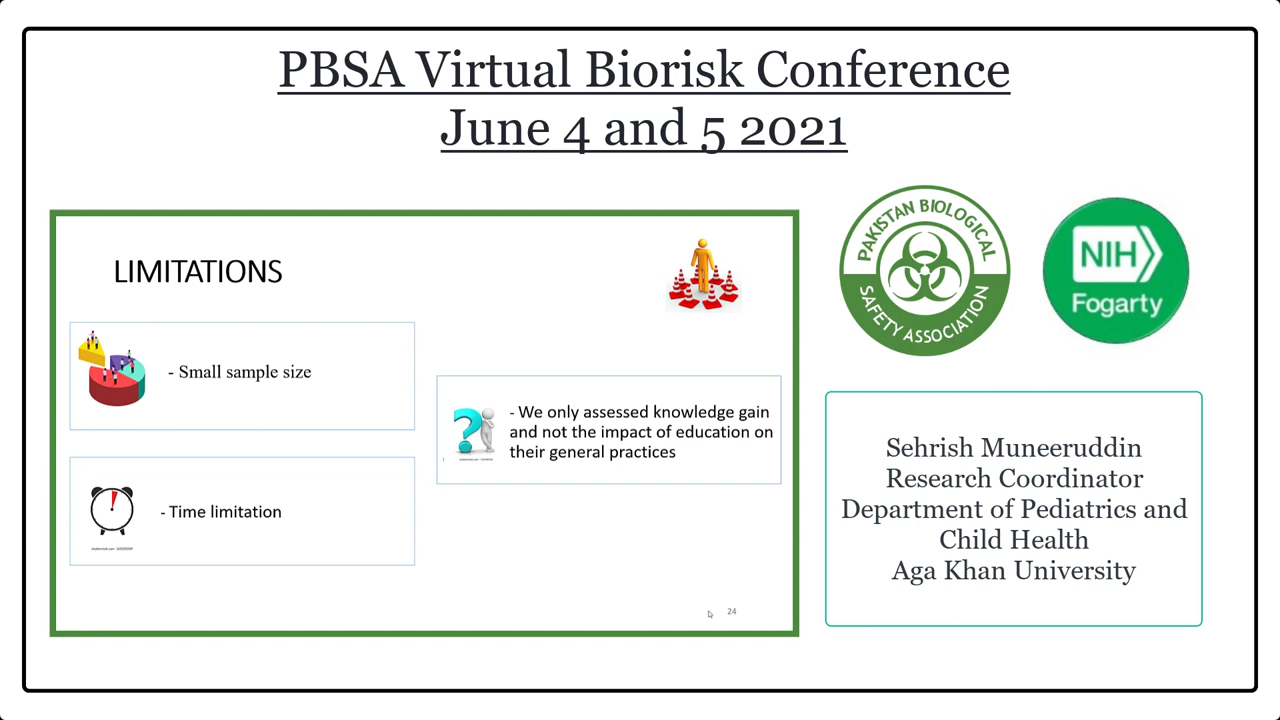 PBSA Virtual Biorisk Conference
June 4 and 5 2021
LIMITATIONS
- Small sample size
- Time limitation
- We only assessed knowledge gain
and not the impact of education on
their general practices
24
PAKISTAN BIOLOGICAL
SAFETY ASSOCIATION
NIH
Fogarty
Sehrish Muneeruddin
Research Coordinator
Department of Pediatrics and
Child Health
Aga Khan University